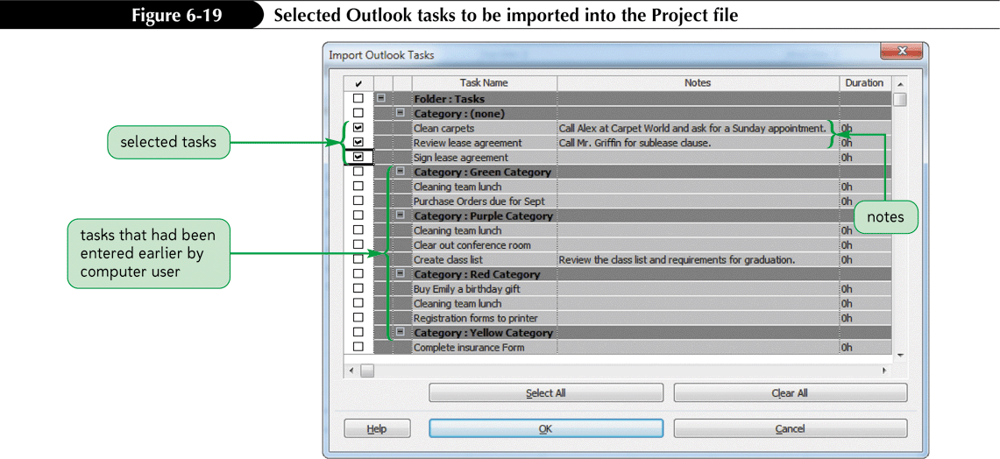 Figure 6-19 Selected Outlook tasks to be imported into the Project file
Import Outlook Tasks
Task Name Notes Duration
Folder : Tasks
Category : (none)
Clean carpets Call Alex at Carpet World and ask for a Sunday appointment. 0h
selected tasks
Review lease agreement Call Mr. Griffin for sublease clause. 0h
Sign lease agreement 0h
Category : Green Category
Cleaning team lunch 0h
Purchase Orders due for Sept 0h
notes
Category : Purple Category
tasks that had been
entered earlier by
computer user
Cleaning team lunch 0h
Clear out conference room 0h
Create class list Review the class list and requirements for graduation. 0h
Category : Red Category
Buy Emily a birthday gift 0h
Cleaning team lunch 0h
Registration forms to printer 0h
Category : Yellow Category
Complete insurance Form 0h
Select All Clear All
Help OK Cancel